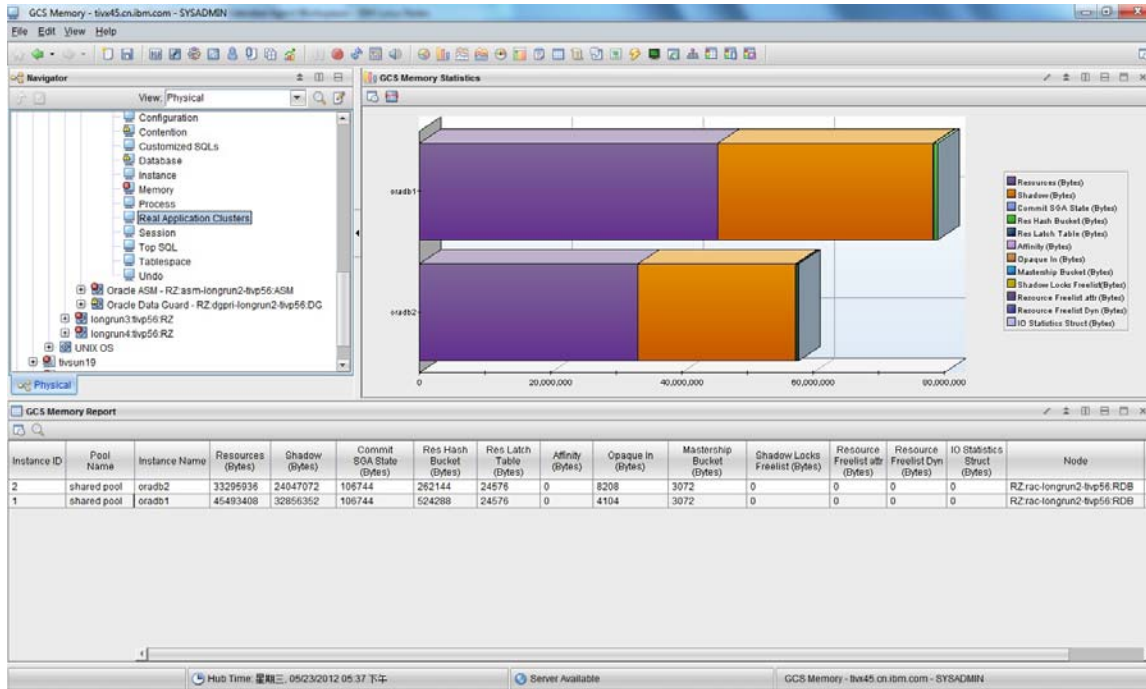 GCS Memory - tivx45.cn.ibm.com - SYSADMIN
File Edit View Help
Navigator
View: Physical
Configuration
Contention
Customized SQLs
Database
Instance
Memory
Process
Real Application Clusters
Session
Top SQL
Tablespace
Undo
Oracle ASM - RZ:asm-longrun2-tivp56:ASM
Oracle Data Guard - RZ:dgpri-longrun2-tivp56:DG
longrun3:tivp56:RZ
longrun4:tivp56:RZ
UNIX OS
tivsun19
Physical
GCS Memory Statistics
oradb1
oradb2
0 20,000,000 40,000,000 60,000,000 80,000,000
Resources (Bytes)
Shadow (Bytes)
Commit SGA State (Bytes)
Res Hash Bucket (Bytes)
Res Latch Table (Bytes)
Affinity (Bytes)
Opaque In (Bytes)
Mastership Bucket (Bytes)
Shadow Locks Freelist(Bytes)
Resource Freelist attr (Bytes)
Resource Freelist Dyn (Bytes)
IO Statistics Struct (Bytes)
GCS Memory Report
Instance ID Pool Name Instance Name Resources (Bytes) Shadow (Bytes) Commit SGA State (Bytes) Res Hash Bucket (Bytes) Res Latch Table (Bytes) Affinity (Bytes) Opaque In (Bytes) Mastership Bucket (Bytes) Shadow Locks Freelist (Bytes) Resource Freelist attr (Bytes) Resource Freelist Dyn (Bytes) IO Statistics Struct (Bytes) Node
2 shared pool oradb2 33295936 24047072 106744 262144 24576 0 8208 3072 0 0 0 0 RZ:rac-longrun2-tivp56:RDB
1 shared pool oradb1 45493408 32856352 106744 524288 24576 0 4104 3072 0 0 0 0 RZ:rac-longrun2-tivp56:RDB
Hub Time: 星期三, 05/23/2012 05:37 下午
Server Available
GCS Memory - tivx45.cn.ibm.com - SYSADMIN